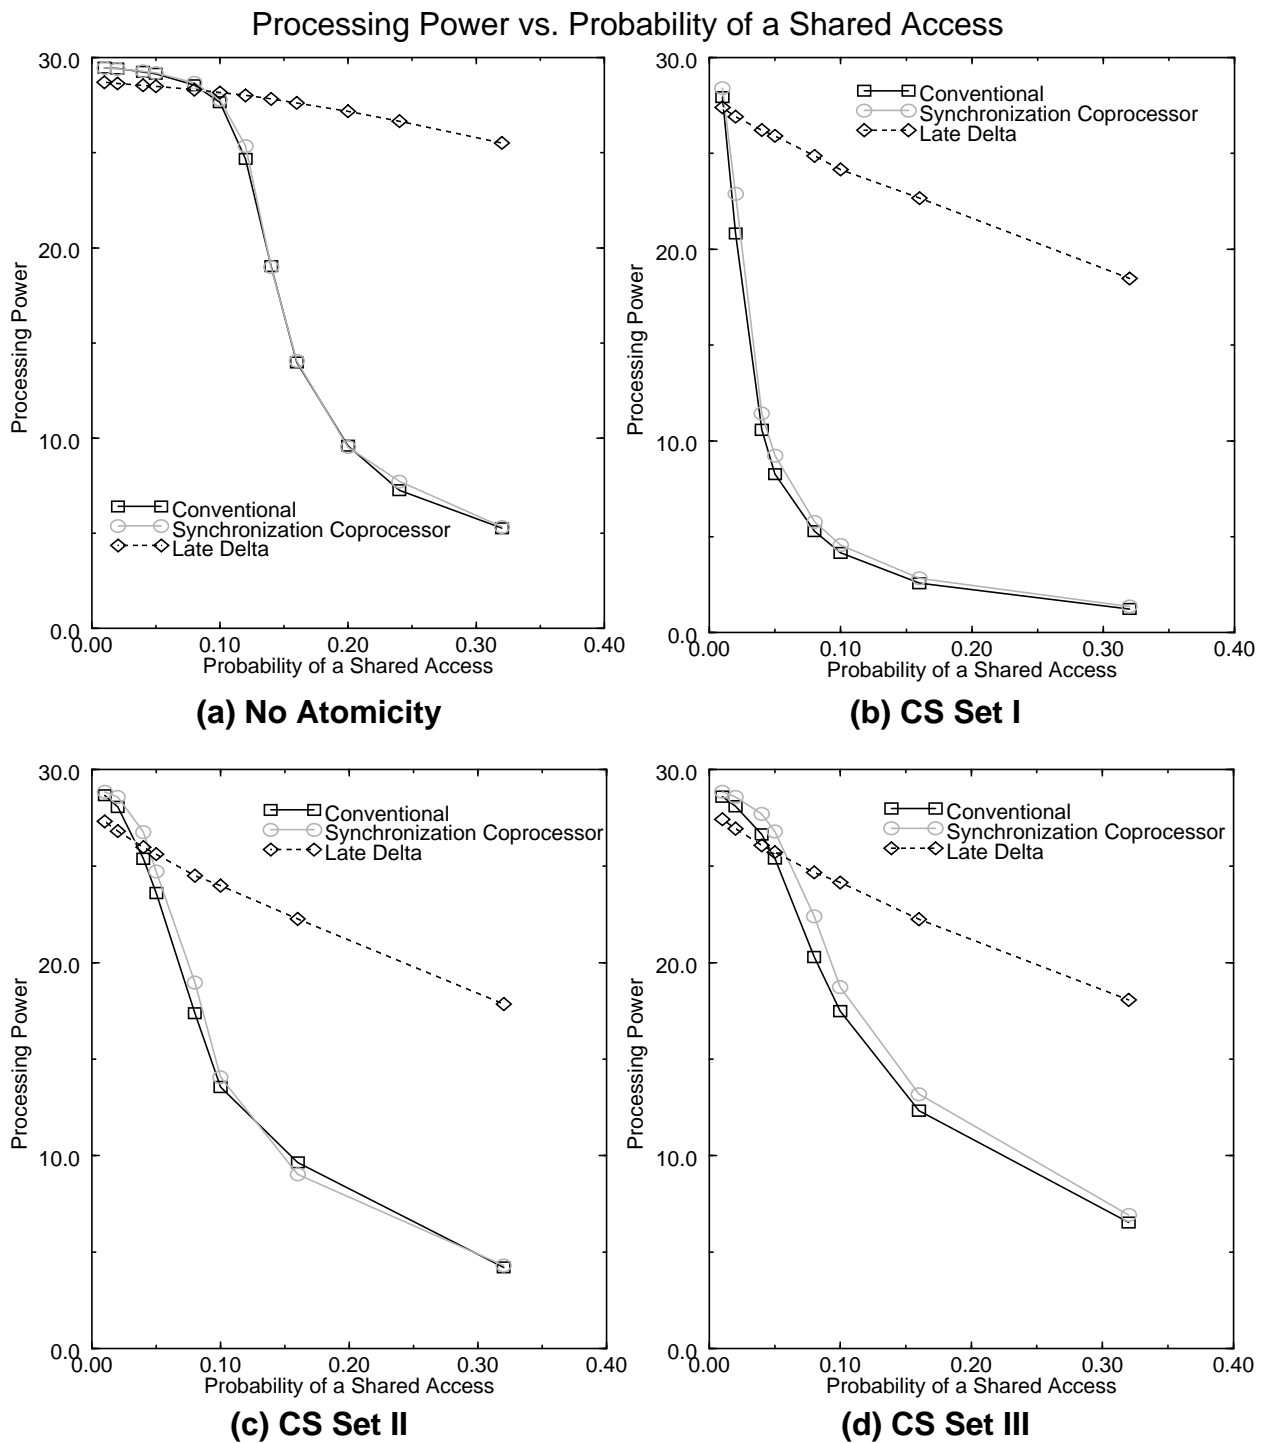 Processing Power vs. Probability of a Shared Access
30.0
20.0
10.0
0.0
Processing Power
Conventional
Synchronization Coprocessor
Late Delta
0.00 0.10 0.20 0.30 0.40
Probability of a Shared Access
(a) No Atomicity
30.0
20.0
10.0
0.0
Processing Power
Conventional
Synchronization Coprocessor
Late Delta
0.00 0.10 0.20 0.30 0.40
Probability of a Shared Access
(b) CS Set I
30.0
20.0
10.0
0.0
Processing Power
Conventional
Synchronization Coprocessor
Late Delta
0.00 0.10 0.20 0.30 0.40
Probability of a Shared Access
(c) CS Set II
30.0
20.0
10.0
0.0
Processing Power
Conventional
Synchronization Coprocessor
Late Delta
0.00 0.10 0.20 0.30 0.40
Probability of a Shared Access
(d) CS Set III